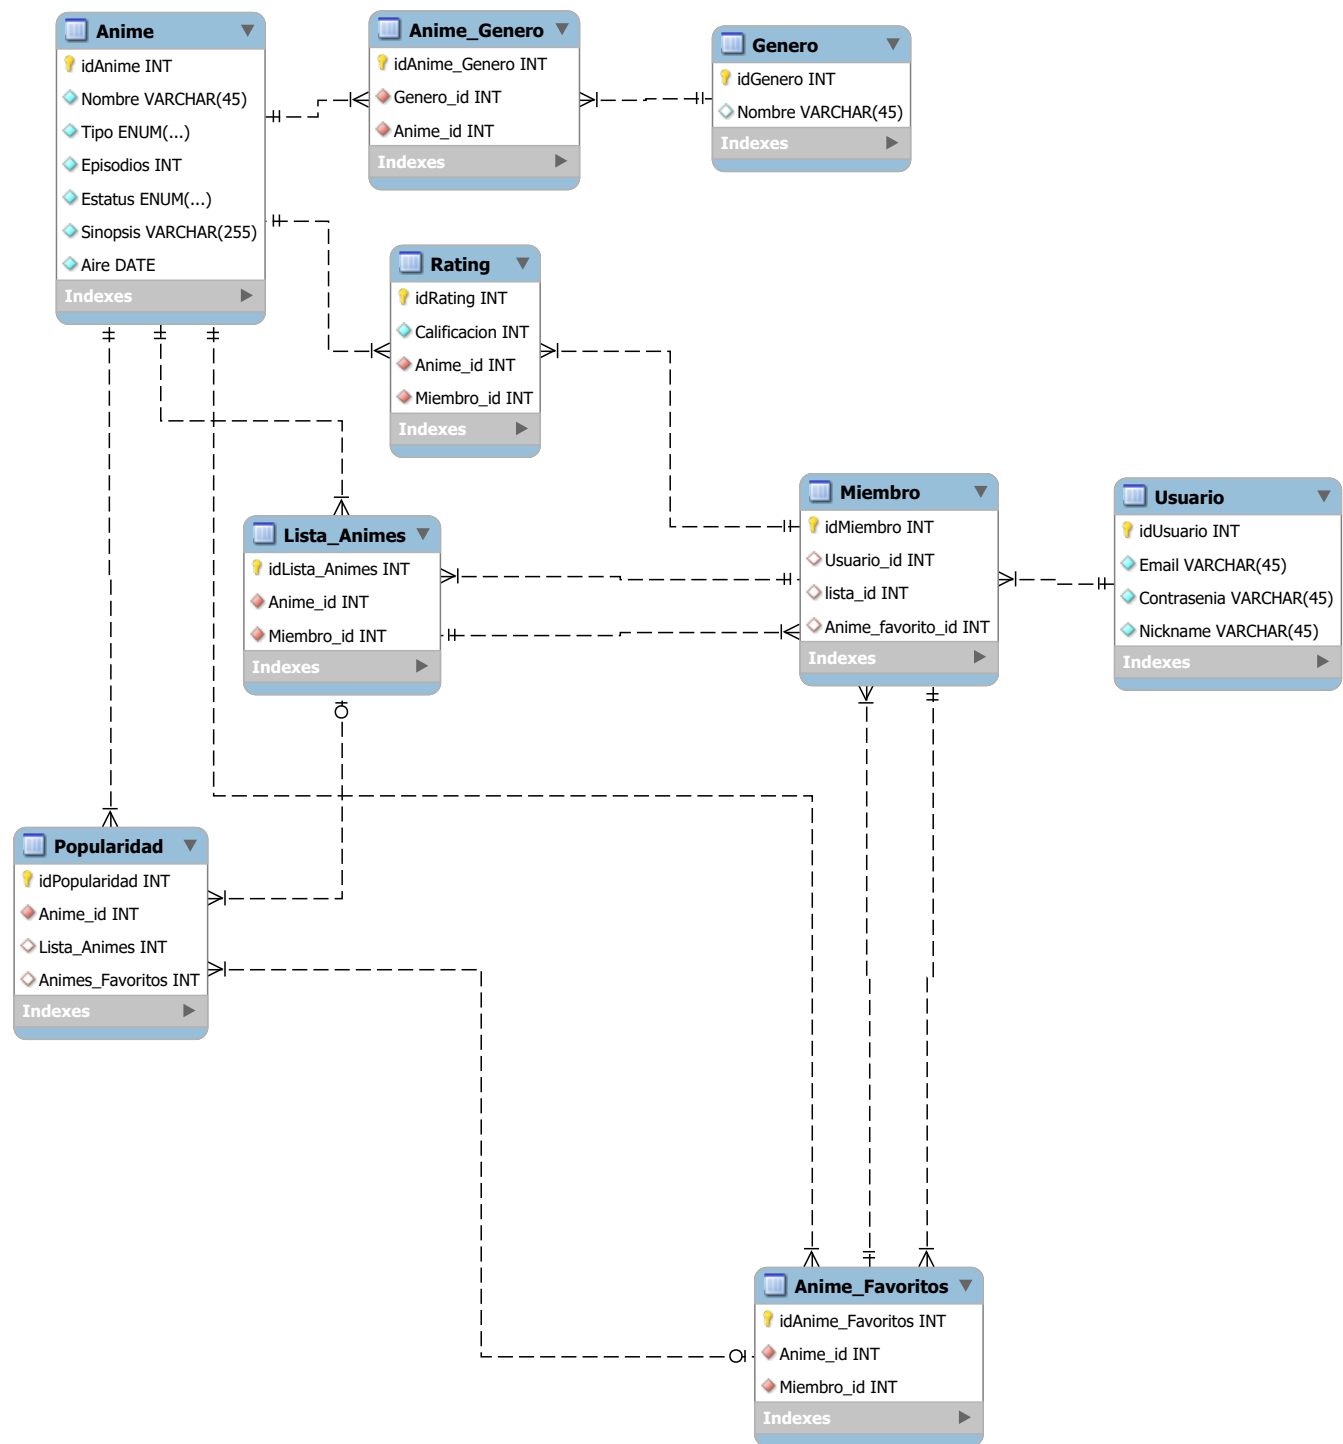 Anime
idAnime INT
Nombre VARCHAR(45)
Tipo ENUM(...)
Episodios INT
Estatus ENUM(...)
Sinopsis VARCHAR(255)
Aire DATE
Indexes
Anime_Genero
idAnime_Genero INT
Genero_id INT
Anime_id INT
Indexes
Genero
idGenero INT
Nombre VARCHAR(45)
Indexes
Rating
idRating INT
Calificacion INT
Anime_id INT
Miembro_id INT
Indexes
Lista_Animes
idLista_Animes INT
Anime_id INT
Miembro_id INT
Indexes
Miembro
idMiembro INT
Usuario_id INT
lista_id INT
Anime_favorito_id INT
Indexes
Usuario
idUsuario INT
Email VARCHAR(45)
Contrasenia VARCHAR(45)
Nickname VARCHAR(45)
Indexes
Popularidad
idPopularidad INT
Anime_id INT
Lista_Animes INT
Animes_Favoritos INT
Indexes
Anime_Favoritos
idAnime_Favoritos INT
Anime_id INT
Miembro_id INT
Indexes